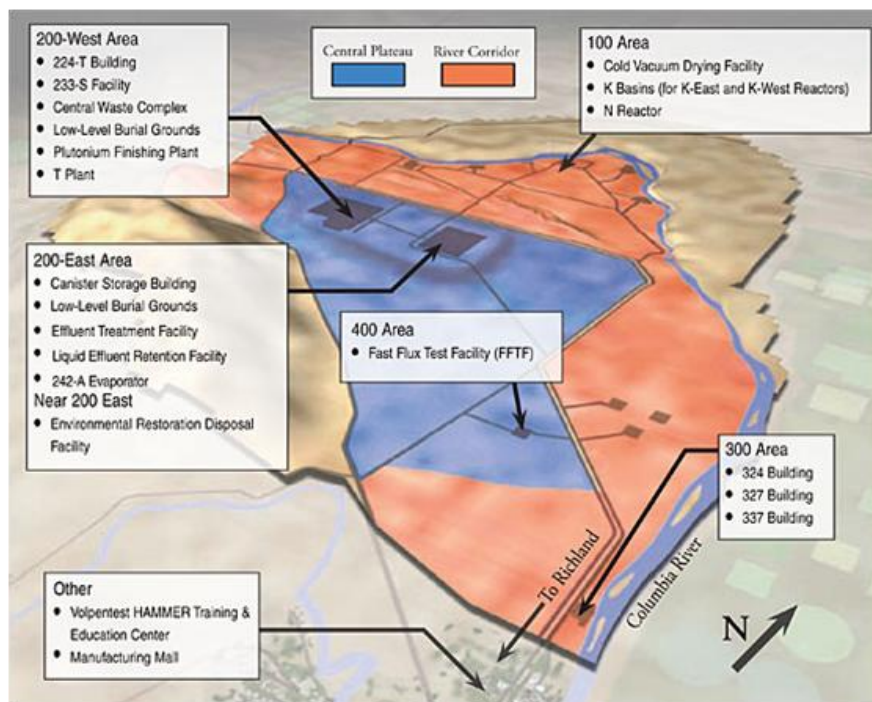 200-West Area
• 224-T Building
• 233-S Facility
• Central Waste Complex
• Low-Level Burial Grounds
• Plutonium Finishing Plant
• T Plant
Central Plateau
River Corridor
100 Area
• Cold Vacuum Drying Facility
• K Basins (for K-East and K-West Reactors)
• N Reactor
200-East Area
• Canister Storage Building
• Low-Level Burial Grounds
• Effluent Treatment Facility
• Liquid Effluent Retention Facility
• 242-A Evaporator
Near 200 East
• Environmental Restoration Disposal
Facility
400 Area
• Fast Flux Test Facility (FFTF)
300 Area
• 324 Building
• 327 Building
• 337 Building
Other
• Volpentest HAMMER Training &
Education Center
• Manufacturing Mall
To Richland
Columbia River
N